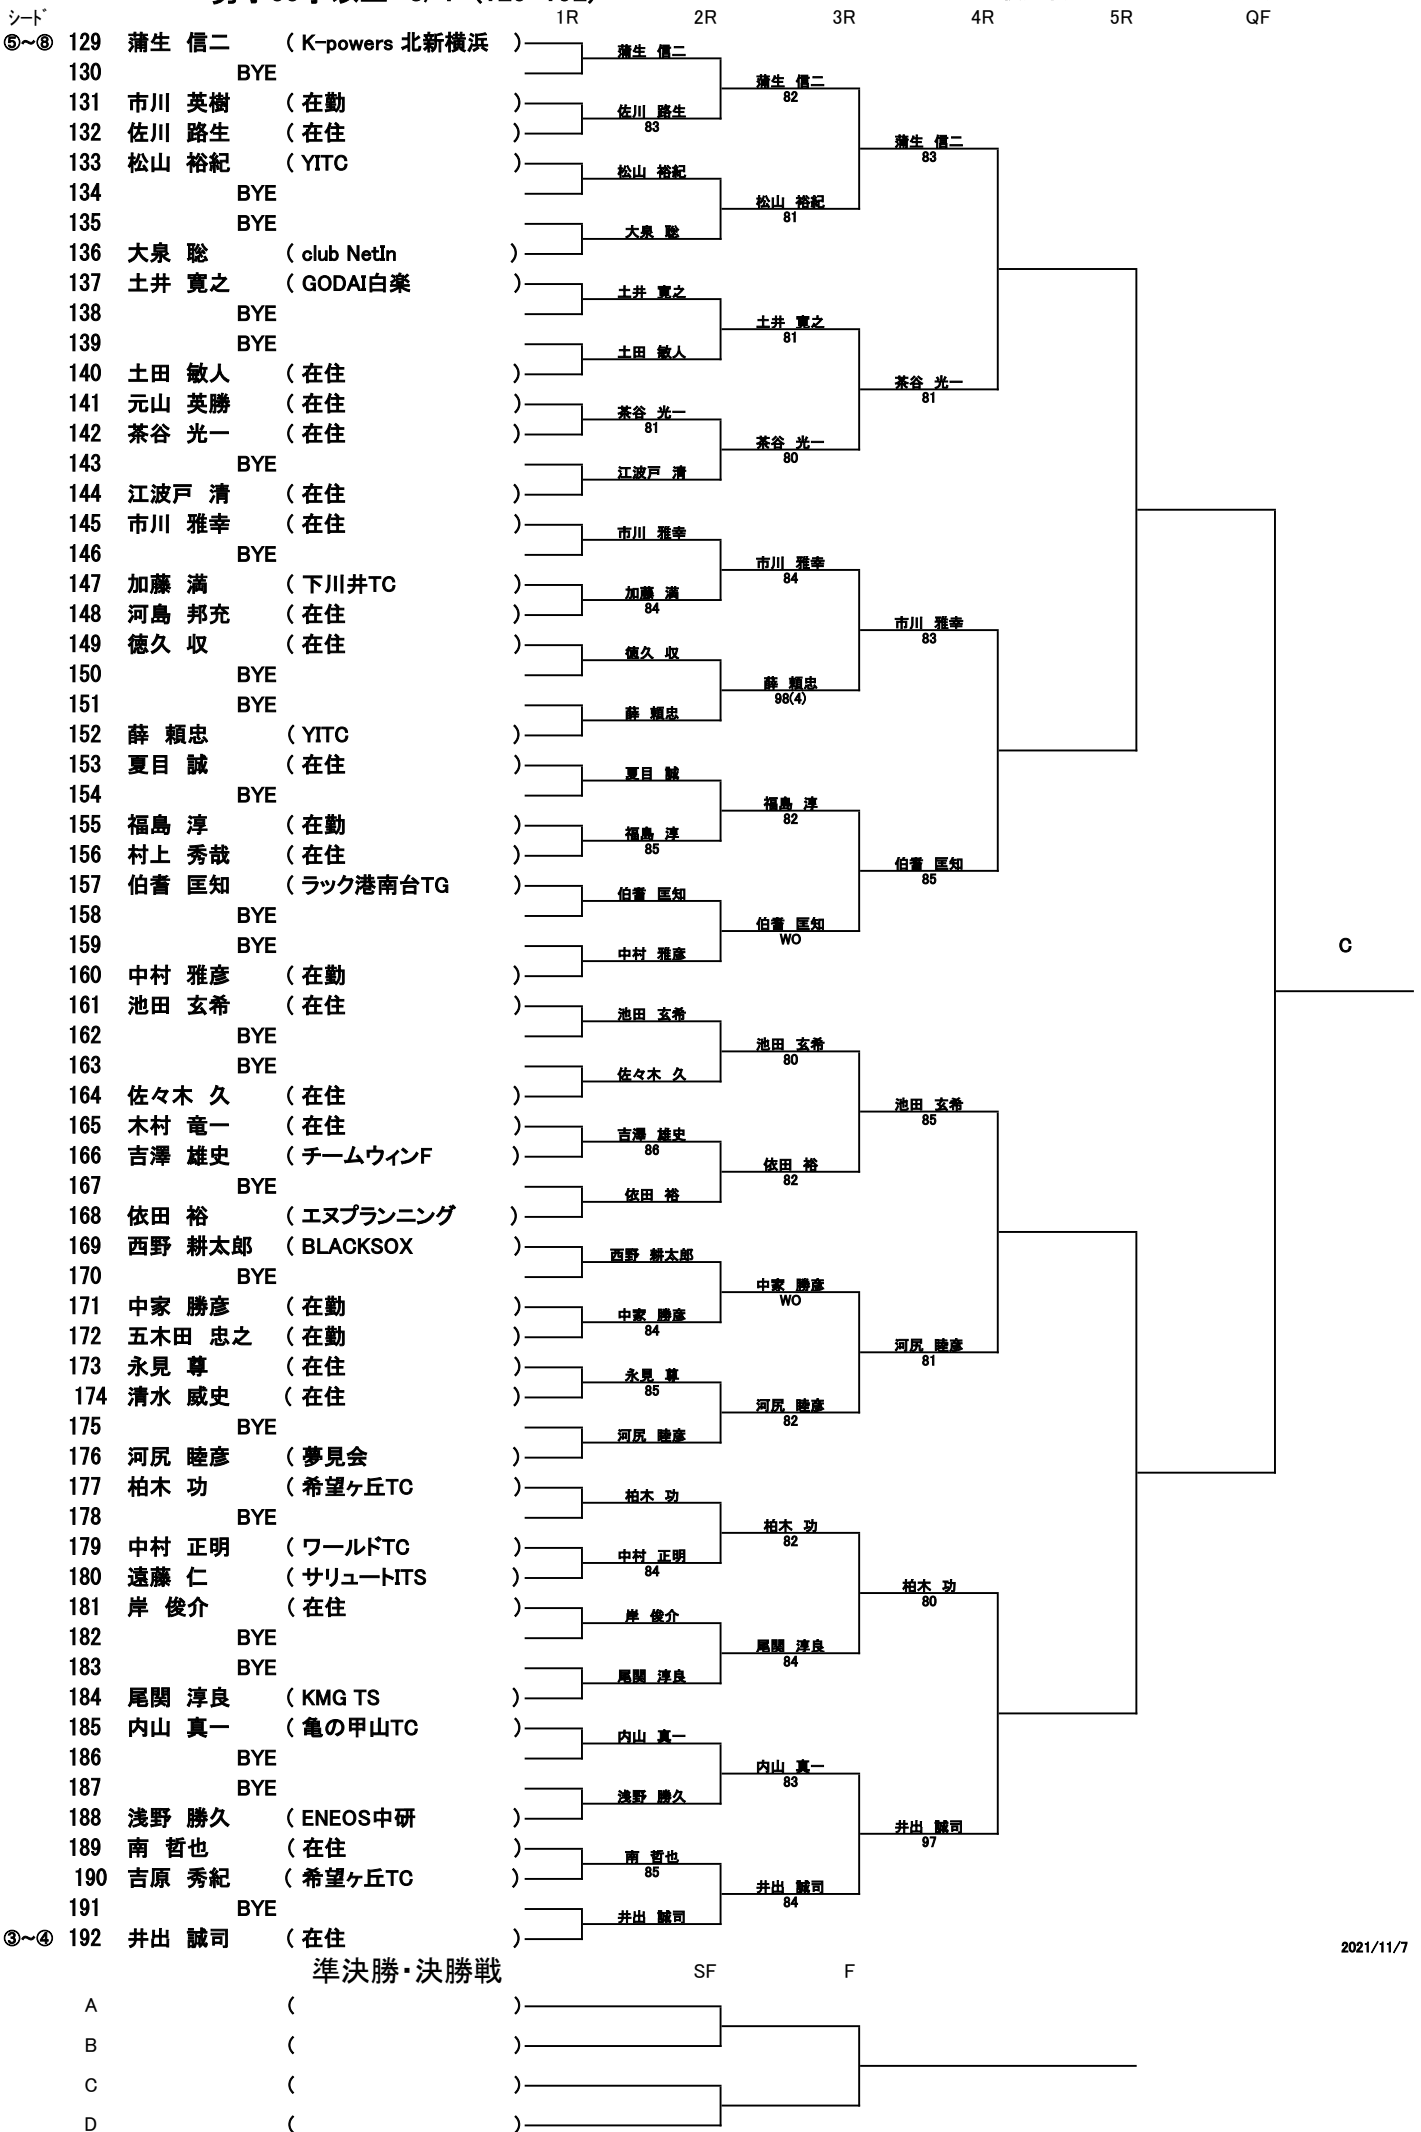 シード 1R 2R 3R 4R 5R QF
⑤~⑧ 129 蒲生 信二 ( K-powers 北新横浜 )
蒲生 信二
130 BYE
蒲生 信二
82
131 市川 英樹 ( 在勤 )
佐川 路生
83
132 佐川 路生 ( 在住 )
蒲生 信二
83
133 松山 裕紀 ( YITC )
松山 裕紀
134 BYE
松山 裕紀
81
135 BYE
大泉 聡
136 大泉 聡 ( club NetIn )
137 土井 寛之 ( GODAI白楽 )
土井 寛之
138 BYE
土井 寛之
81
139 BYE
土田 敏人
140 土田 敏人 ( 在住 )
茶谷 光一
81
141 元山 英勝 ( 在住 )
茶谷 光一
81
142 茶谷 光一 ( 在住 )
茶谷 光一
80
143 BYE
江波戸 清
144 江波戸 清 ( 在住 )
145 市川 雅幸 ( 在住 )
市川 雅幸
146 BYE
市川 雅幸
84
147 加藤 満 ( 下川井TC )
加藤 満
84
148 河島 邦充 ( 在住 )
市川 雅幸
83
149 徳久 収 ( 在住 )
徳久 収
150 BYE
薛 頼忠
98(4)
151 BYE
薛 頼忠
152 薛 頼忠 ( YITC )
153 夏目 誠 ( 在住 )
夏目 誠
154 BYE
福島 淳
82
155 福島 淳 ( 在勤 )
福島 淳
85
156 村上 秀哉 ( 在住 )
伯耆 匡知
85
157 伯耆 匡知 ( ラック港南台TG )
伯耆 匡知
158 BYE
伯耆 匡知
WO
159 BYE
C
中村 雅彦
160 中村 雅彦 ( 在勤 )
161 池田 玄希 ( 在住 )
池田 玄希
162 BYE
池田 玄希
80
163 BYE
佐々木 久
164 佐々木 久 ( 在住 )
池田 玄希
85
165 木村 竜一 ( 在住 )
吉澤 雄史
86
166 吉澤 雄史 ( チームウィンF )
依田 裕
82
167 BYE
依田 裕
168 依田 裕 ( エヌプランニング )
169 西野 耕太郎 ( BLACKSOX )
西野 耕太郎
170 BYE
中家 勝彦
WO
171 中家 勝彦 ( 在勤 )
中家 勝彦
84
172 五木田 忠之 ( 在勤 )
河尻 睦彦
81
173 永見 尊 ( 在住 )
永見 尊
85
174 清水 威史 ( 在住 )
河尻 睦彦
82
175 BYE
河尻 睦彦
176 河尻 睦彦 ( 夢見会 )
177 柏木 功 ( 希望ヶ丘TC )
柏木 功
178 BYE
柏木 功
82
179 中村 正明 ( ワールドTC )
中村 正明
84
180 遠藤 仁 ( サリュートITS )
柏木 功
80
181 岸 俊介 ( 在住 )
岸 俊介
182 BYE
尾関 淳良
84
183 BYE
尾関 淳良
184 尾関 淳良 ( KMG TS )
185 内山 真一 ( 亀の甲山TC )
内山 真一
186 BYE
内山 真一
83
187 BYE
浅野 勝久
188 浅野 勝久 ( ENEOS中研 )
井出 誠司
97
189 南 哲也 ( 在住 )
南 哲也
85
190 吉原 秀紀 ( 希望ヶ丘TC )
井出 誠司
84
191 BYE
井出 誠司
③~④ 192 井出 誠司 ( 在住 )
2021/11/7
準決勝・決勝戦 SF F
A ( )
B ( )
C ( )
D ( )